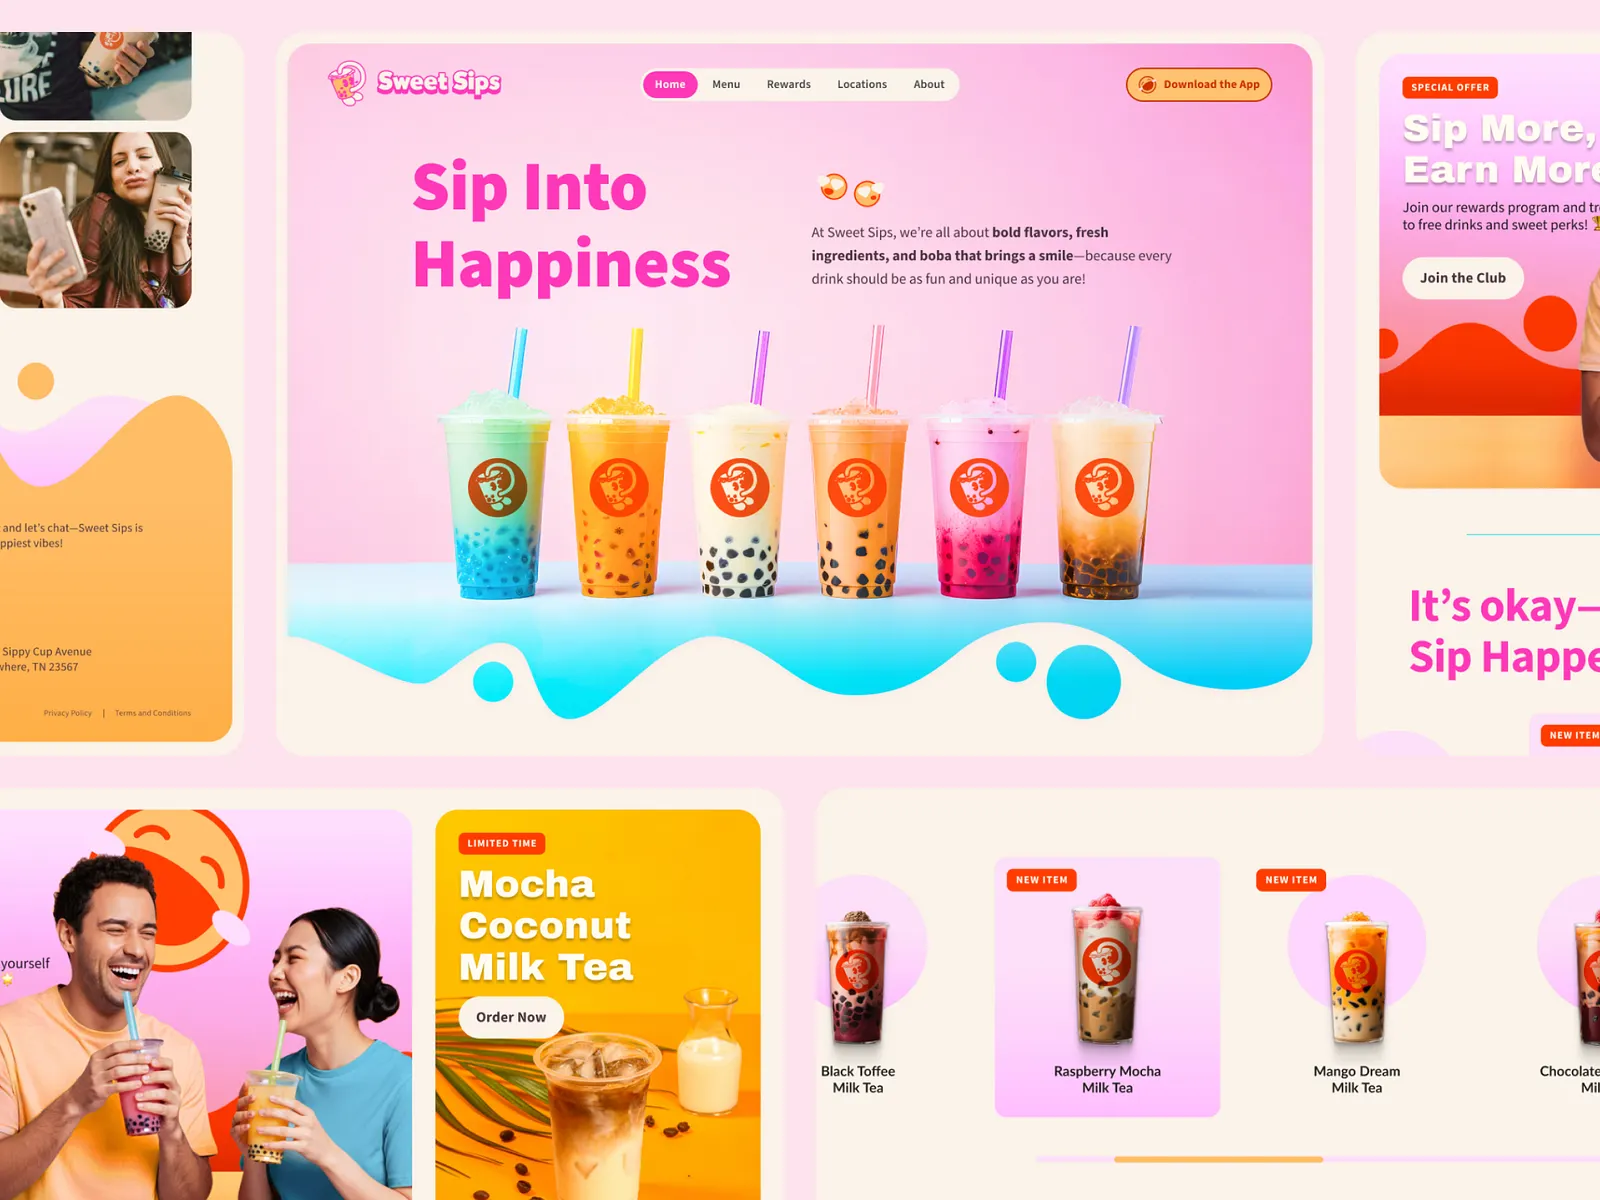 LURE
and let's chat—Sweet Sips is
ppiest vibes!
Sippy Cup Avenue
where, TN 23567
Privacy Policy | Terms and Conditions
Sweet Sips
Home
Menu
Rewards
Locations
About
Download the App
Sip Into
Happiness
At Sweet Sips, we're all about bold flavors, fresh
ingredients, and boba that brings a smile—because every
drink should be as fun and unique as you are!
SPECIAL OFFER
Sip More,
Earn More
Join our rewards program and tr
to free drinks and sweet perks!
Join the Club
It's okay—
Sip Happe
NEW ITEM
yourself
LIMITED TIME
Mocha
Coconut
Milk Tea
Order Now
Black Toffee
Milk Tea
NEW ITEM
Raspberry Mocha
Milk Tea
NEW ITEM
Mango Dream
Milk Tea
Chocolate
Mil